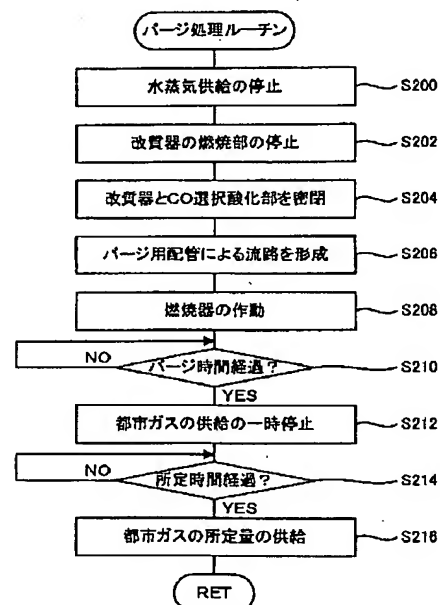 パージ処理ルーチン
水蒸気供給の停止
S200
改質器の燃焼部の停止
S202
改質器とCO選択酸化部を密閉
S204
パージ用配管による流路を形成
S206
燃焼器の作動
S208
NO
パージ時間経過?
S210
YES
都市ガスの供給の一時停止
S212
NO
所定時間経過?
S214
YES
都市ガスの所定量の供給
S216
RET